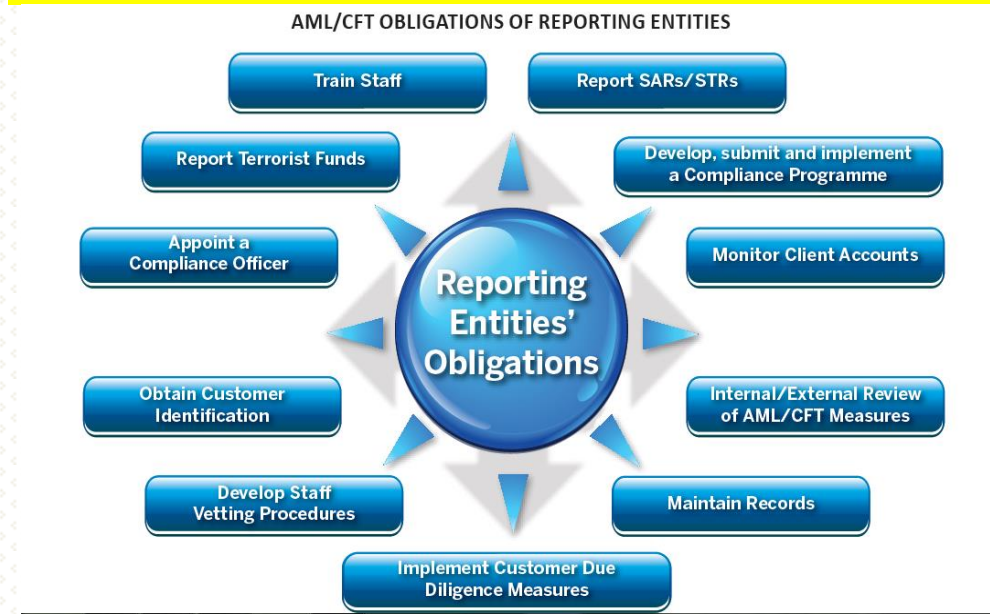 AML/CFT OBLIGATIONS OF REPORTING ENTITIES
Train Staff
Report SARs/STRs
Report Terrorist Funds
Develop, submit and implement
a Compliance Programme
Appoint a
Compliance Officer
Monitor Client Accounts
Reporting
Entities'
Obligations
Obtain Customer
Identification
Internal/External Review
of AML/CFT Measures
Develop Staff
Vetting Procedures
Maintain Records
Implement Customer Due
Diligence Measures